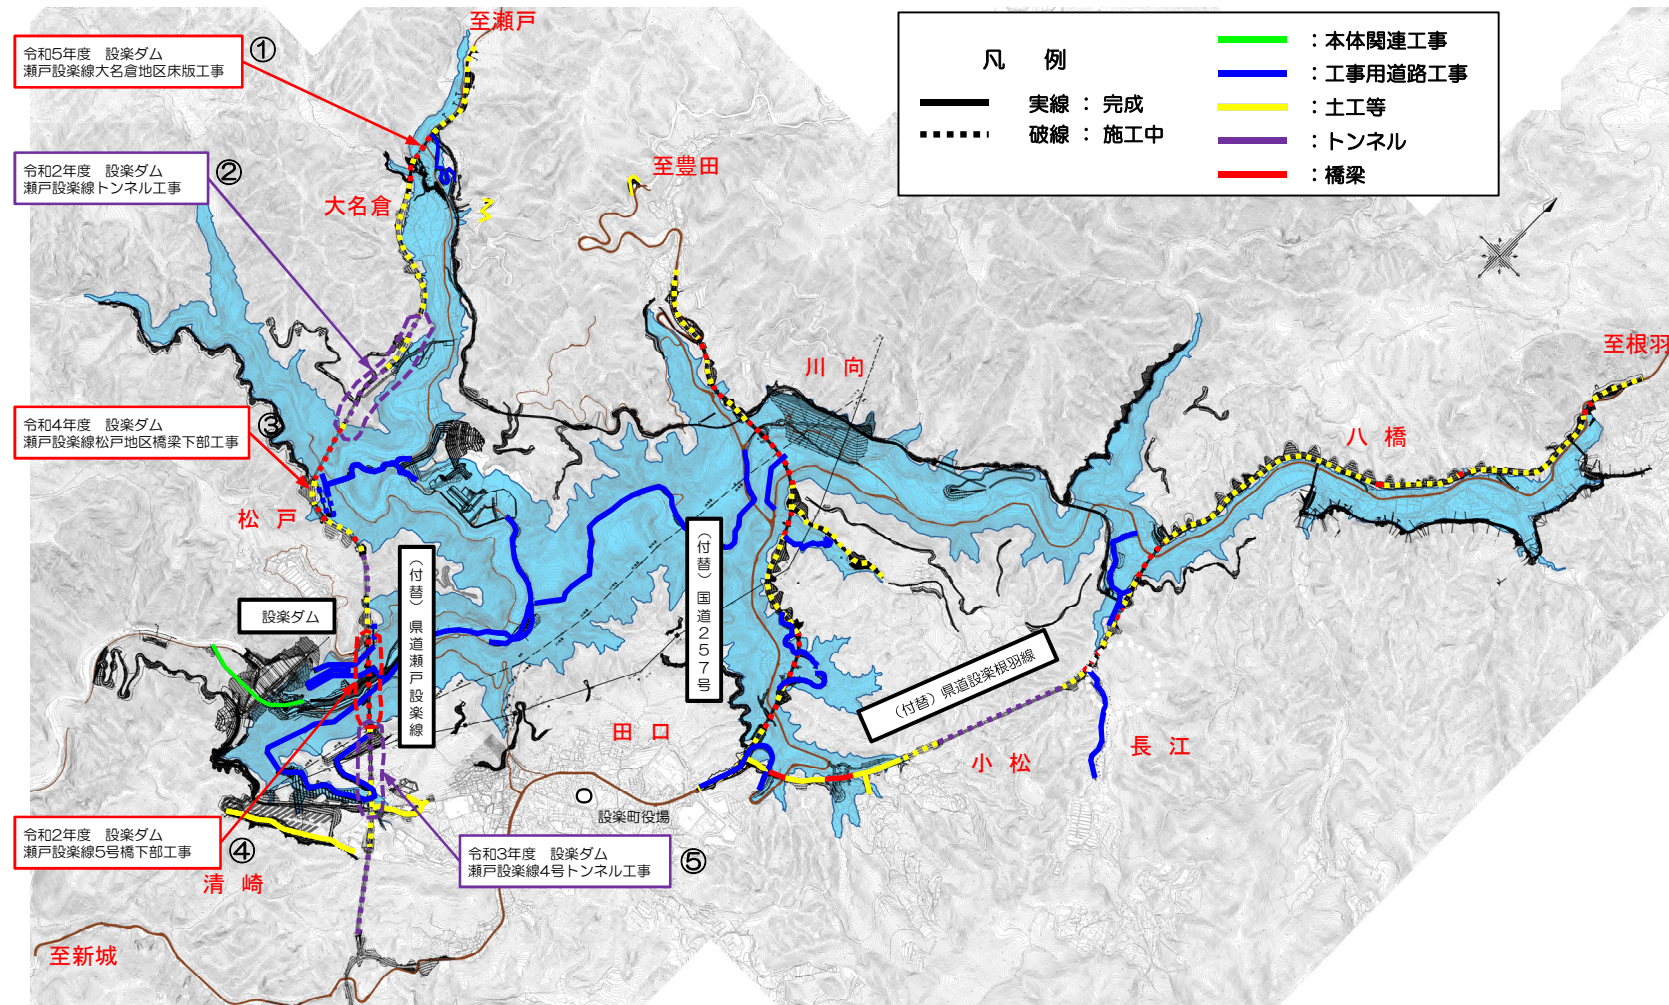 至瀬戸
令和5年度　設楽ダム
瀬戸設楽線大名倉地区床版工事
①
凡　例
実線 ： 完成
破線 ： 施工中
：本体関連工事
：工事用道路工事
：土工等
：トンネル
：橋梁
令和2年度　設楽ダム
瀬戸設楽線トンネル工事
②
至豊田
大名倉
川 向
至根羽
令和4年度　設楽ダム
瀬戸設楽線松戸地区橋梁下部工事
③
八 橋
松 戸
（付替）県道瀬戸設楽線
（付替）国道257号
設楽ダム
（付替）県道設楽根羽線
田 口
小 松
長 江
設楽町役場
令和2年度　設楽ダム
瀬戸設楽線5号橋下部工事
④
令和3年度　設楽ダム
瀬戸設楽線4号トンネル工事
⑤
清 崎
至新城